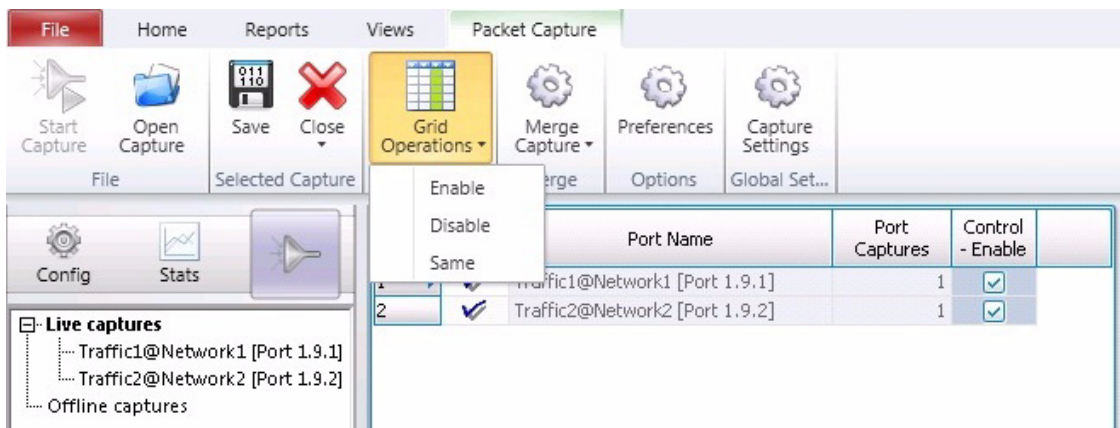 File Home Reports Views Packet Capture
Start Capture
Open Capture
Save
Close
Grid Operations
Merge Capture
Preferences
Capture Settings
File
Selected Capture
Options
Global Set...
Enable
Disable
Same
Config
Stats
Port Name
Port Captures
Control - Enable
Traffic1@Network1 [Port 1.9.1] 1
2 Traffic2@Network2 [Port 1.9.2] 1
Live captures
Traffic1@Network1 [Port 1.9.1]
Traffic2@Network2 [Port 1.9.2]
Offline captures